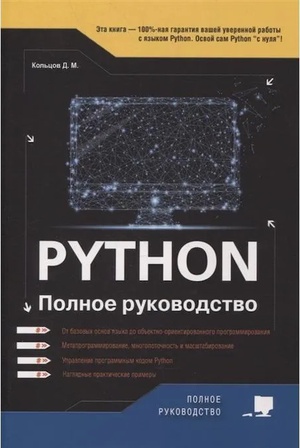 Эта книга — 100%-ная гарантия вашей уверенной работы
с языком Python. Освой сам Python "с нуля"!
Кольцов Д. М.
PYTHON
Полное руководство
От базовых основ языка до объектно-ориентированного программирования
Метапрограммирование, многопоточность и масштабирование
Управление программным кодом Python
Наглядные практические примеры
ПОЛНОЕ
РУКОВОДСТВО